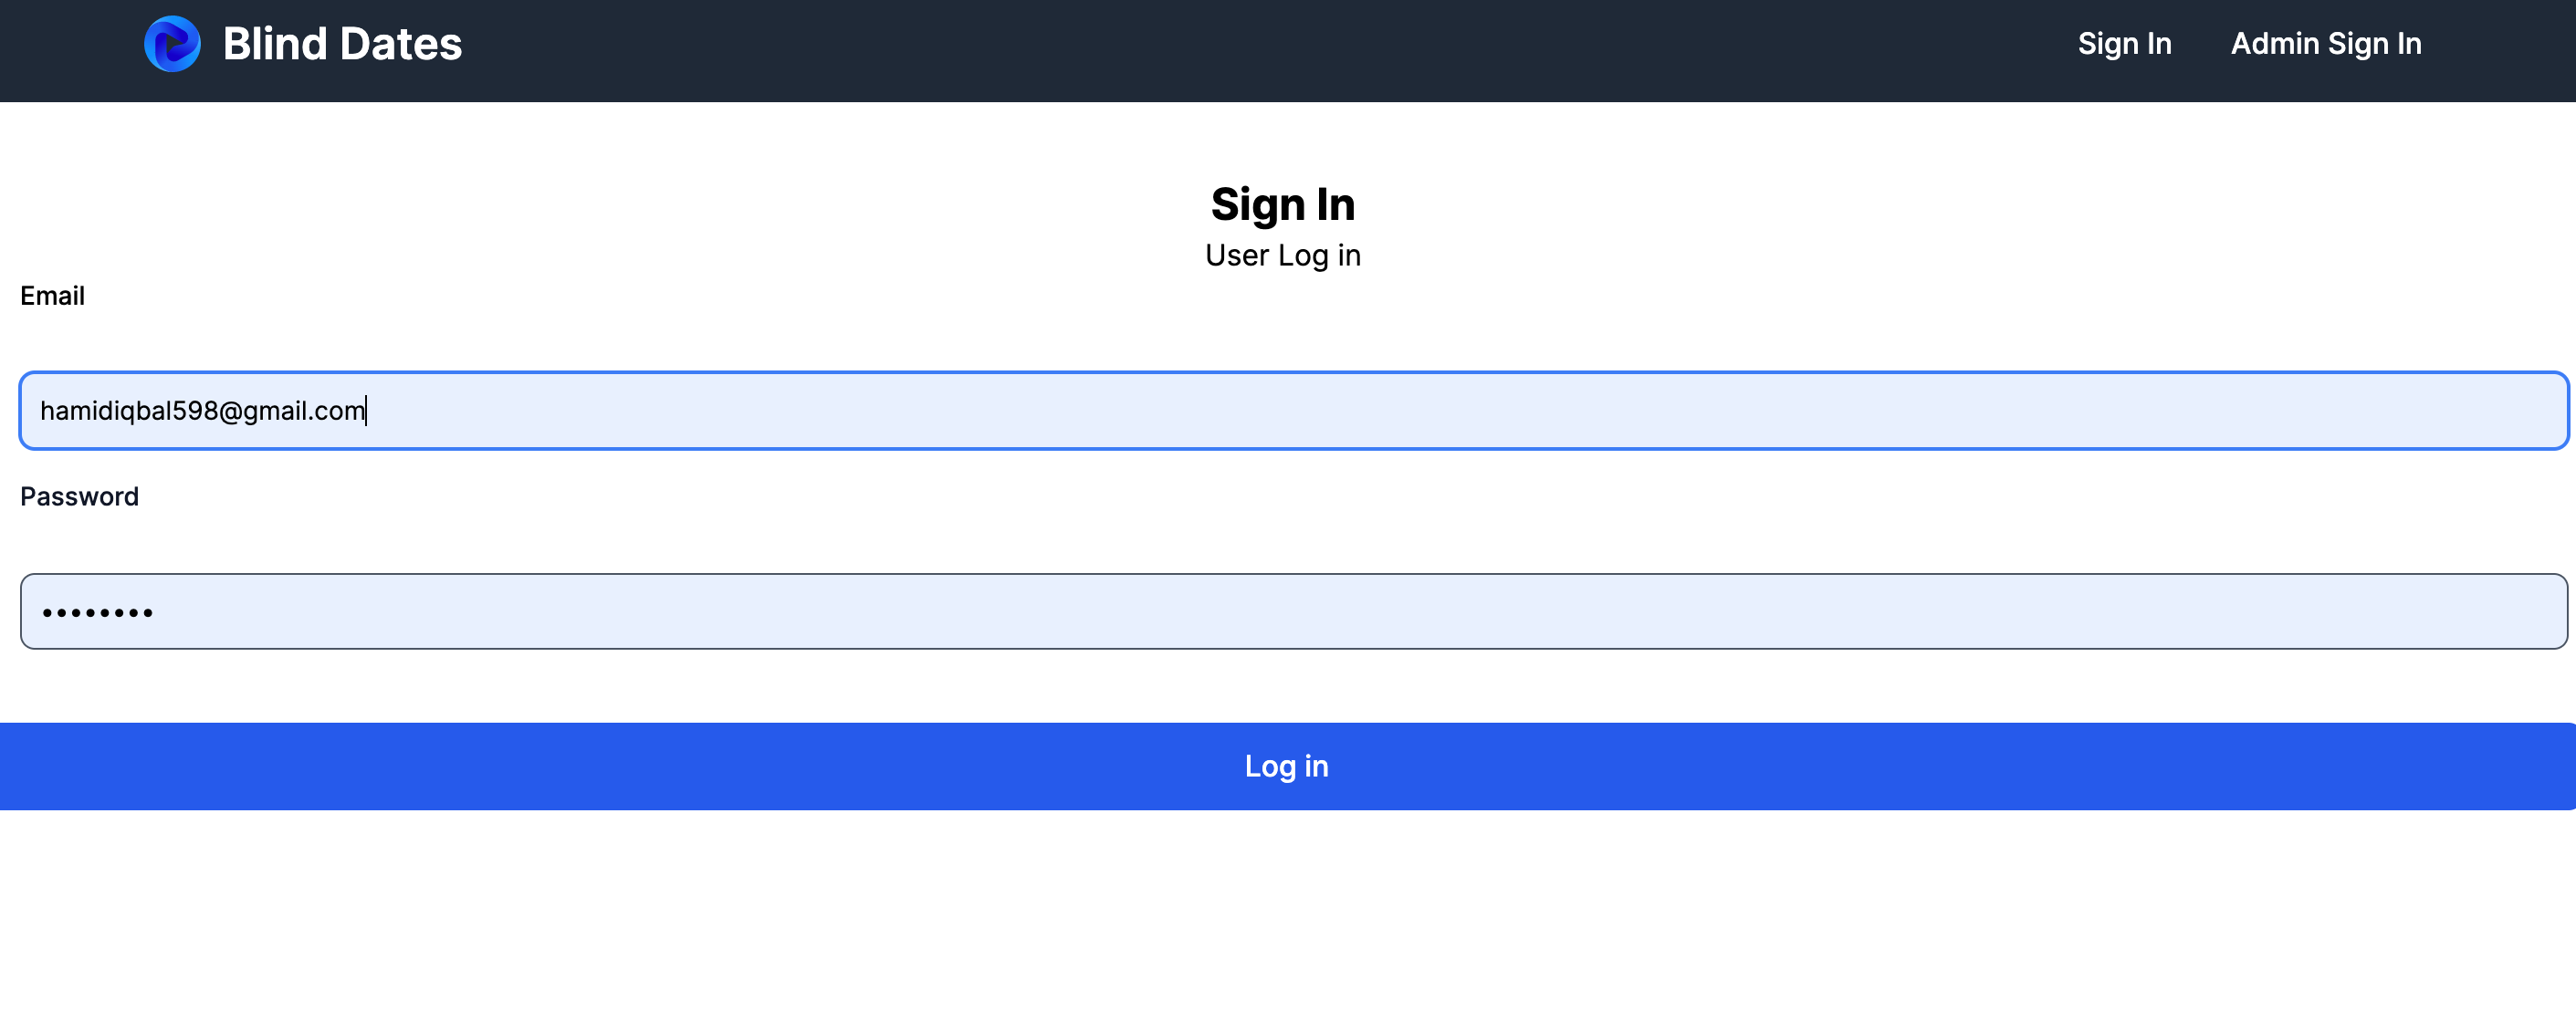 Blind Dates
Sign In
Admin Sign In
Sign In
User Log in
Email
hamidiqbal598@gmail.com
Password
••••••••
Log in